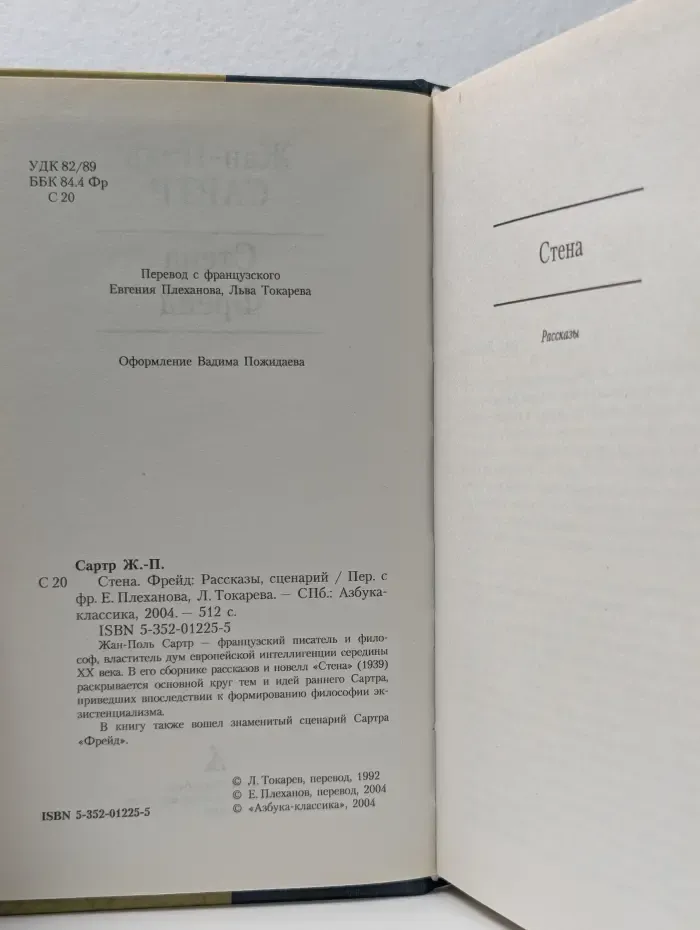 УДК 82/89
ББК 84.4 Фр
С 20
Перевод с французского
Евгения Плеханова, Льва Токарева
Оформление Вадима Пожидаева
Сартр Ж.-П.
С 20 Стена. Фрейд: Рассказы, сценарий / Пер. с
фр. Е. Плеханова, Л. Токарева. — СПб.: Азбука-
классика, 2004. — 512 с.
ISBN 5-352-01225-5
Жан-Поль Сартр — французский писатель и фило-
соф, властитель дум европейской интеллигенции середины
XX века. В его сборнике рассказов и новелл «Стена» (1939)
раскрывается основной круг тем и идей раннего Сартра,
приведших впоследствии к формированию философии эк-
зистенциализма.
В книгу также вошел знаменитый сценарий Сартра
«Фрейд».
© Л. Токарев, перевод, 1992
© Е. Плеханов, перевод, 2004
ISBN 5-352-01225-5 © «Азбука-классика», 2004
Стена
Рассказы